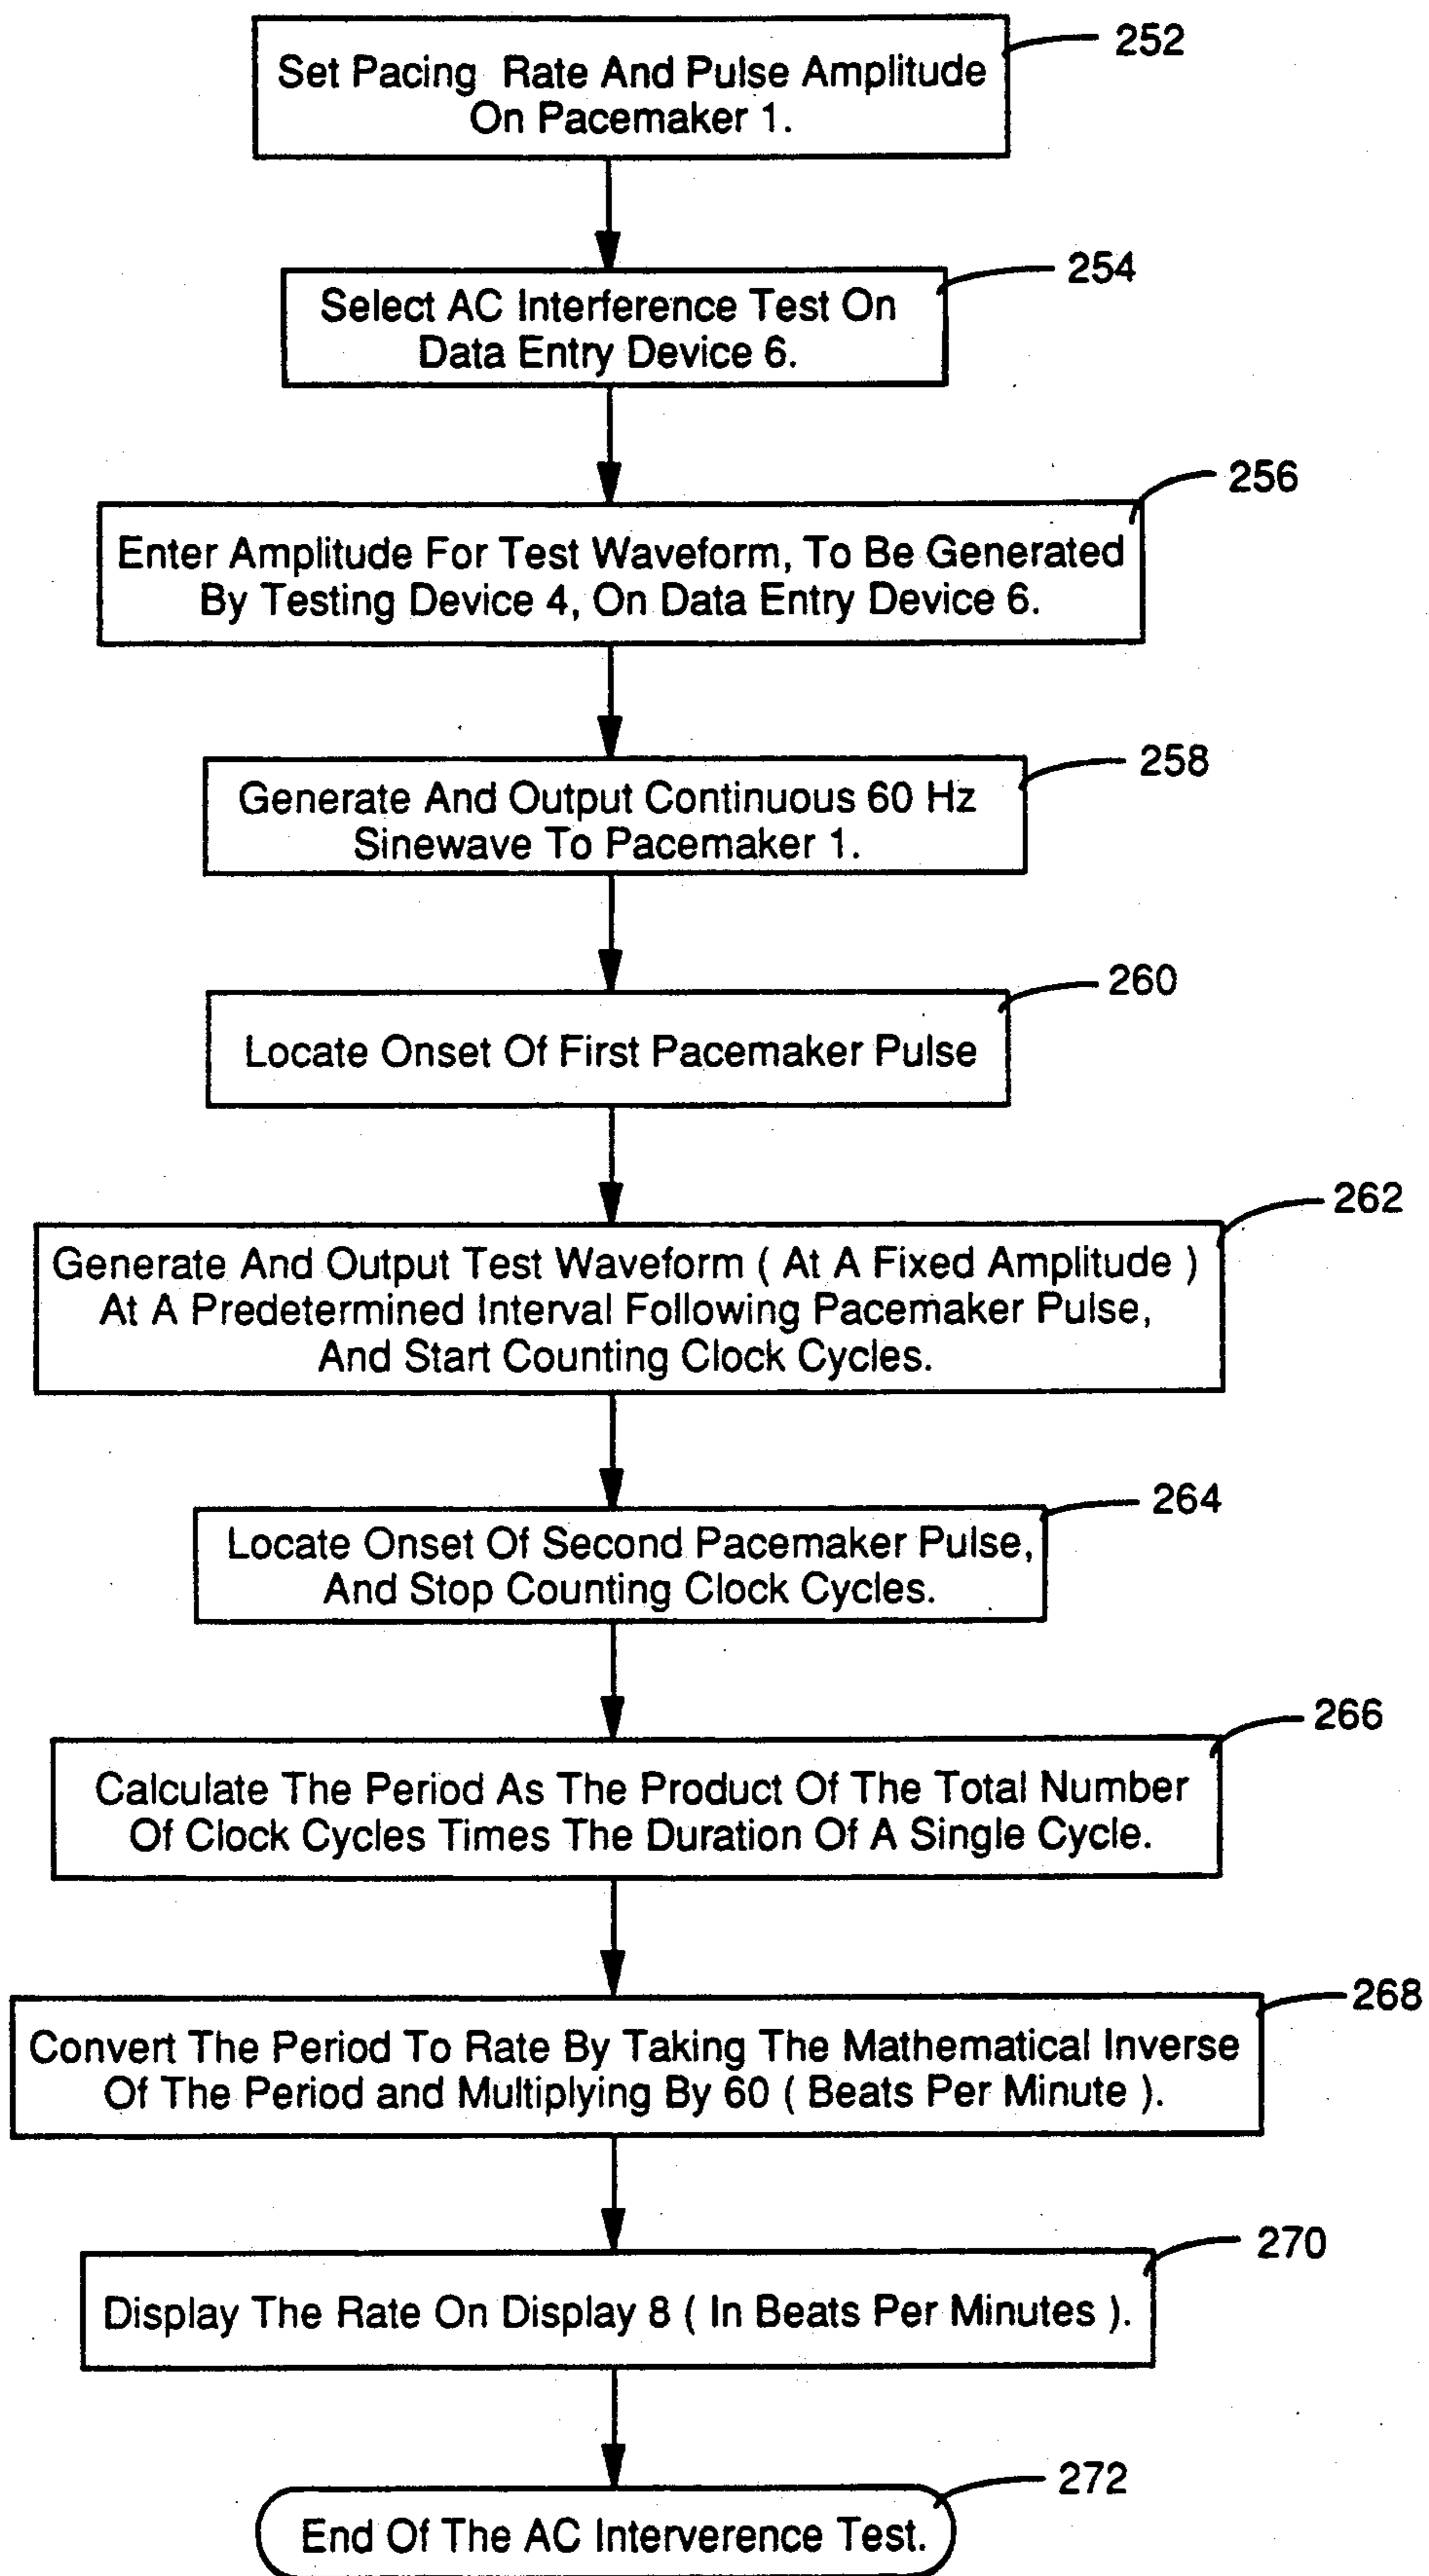 252
Set Pacing Rate And Pulse Amplitude
On Pacemaker 1.
254
Select AC Interference Test On
Data Entry Device 6.
256
Enter Amplitude For Test Waveform, To Be Generated
By Testing Device 4, On Data Entry Device 6.
258
Generate And Output Continuous 60 Hz
Sinewave To Pacemaker 1.
260
Locate Onset Of First Pacemaker Pulse
262
Generate And Output Test Waveform ( At A Fixed Amplitude )
At A Predetermined Interval Following Pacemaker Pulse,
And Start Counting Clock Cycles.
264
Locate Onset Of Second Pacemaker Pulse,
And Stop Counting Clock Cycles.
266
Calculate The Period As The Product Of The Total Number
Of Clock Cycles Times The Duration Of A Single Cycle.
268
Convert The Period To Rate By Taking The Mathematical Inverse
Of The Period and Multiplying By 60 ( Beats Per Minute ).
270
Display The Rate On Display 8 ( In Beats Per Minutes ).
272
End Of The AC Interverence Test.